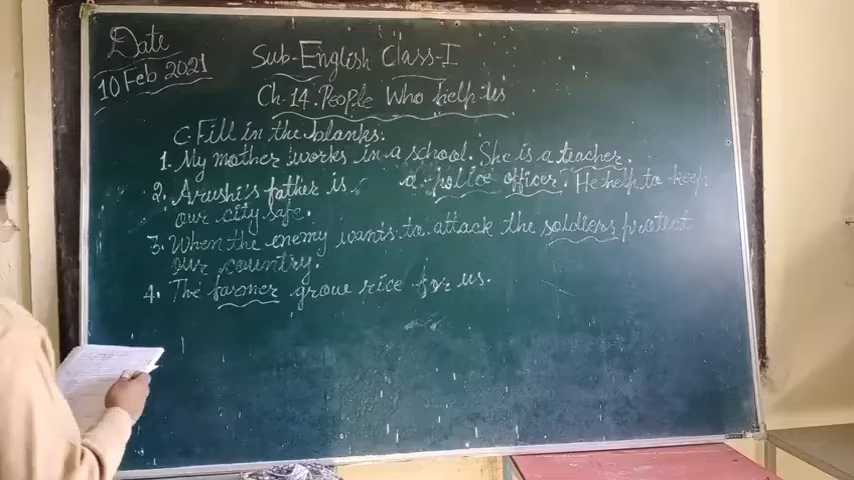 Date
10 Feb 2021
Sub-English Class-I
Ch-14. People Who help us
C. Fill in the blanks.
1. My mother works in a school. She is a teacher.
2. Arushi's father is a police officer. He help to keep
our city safe.
3. When the enemy wants to attack the soldiers protect
our country.
4. The farmer grow rice for us.